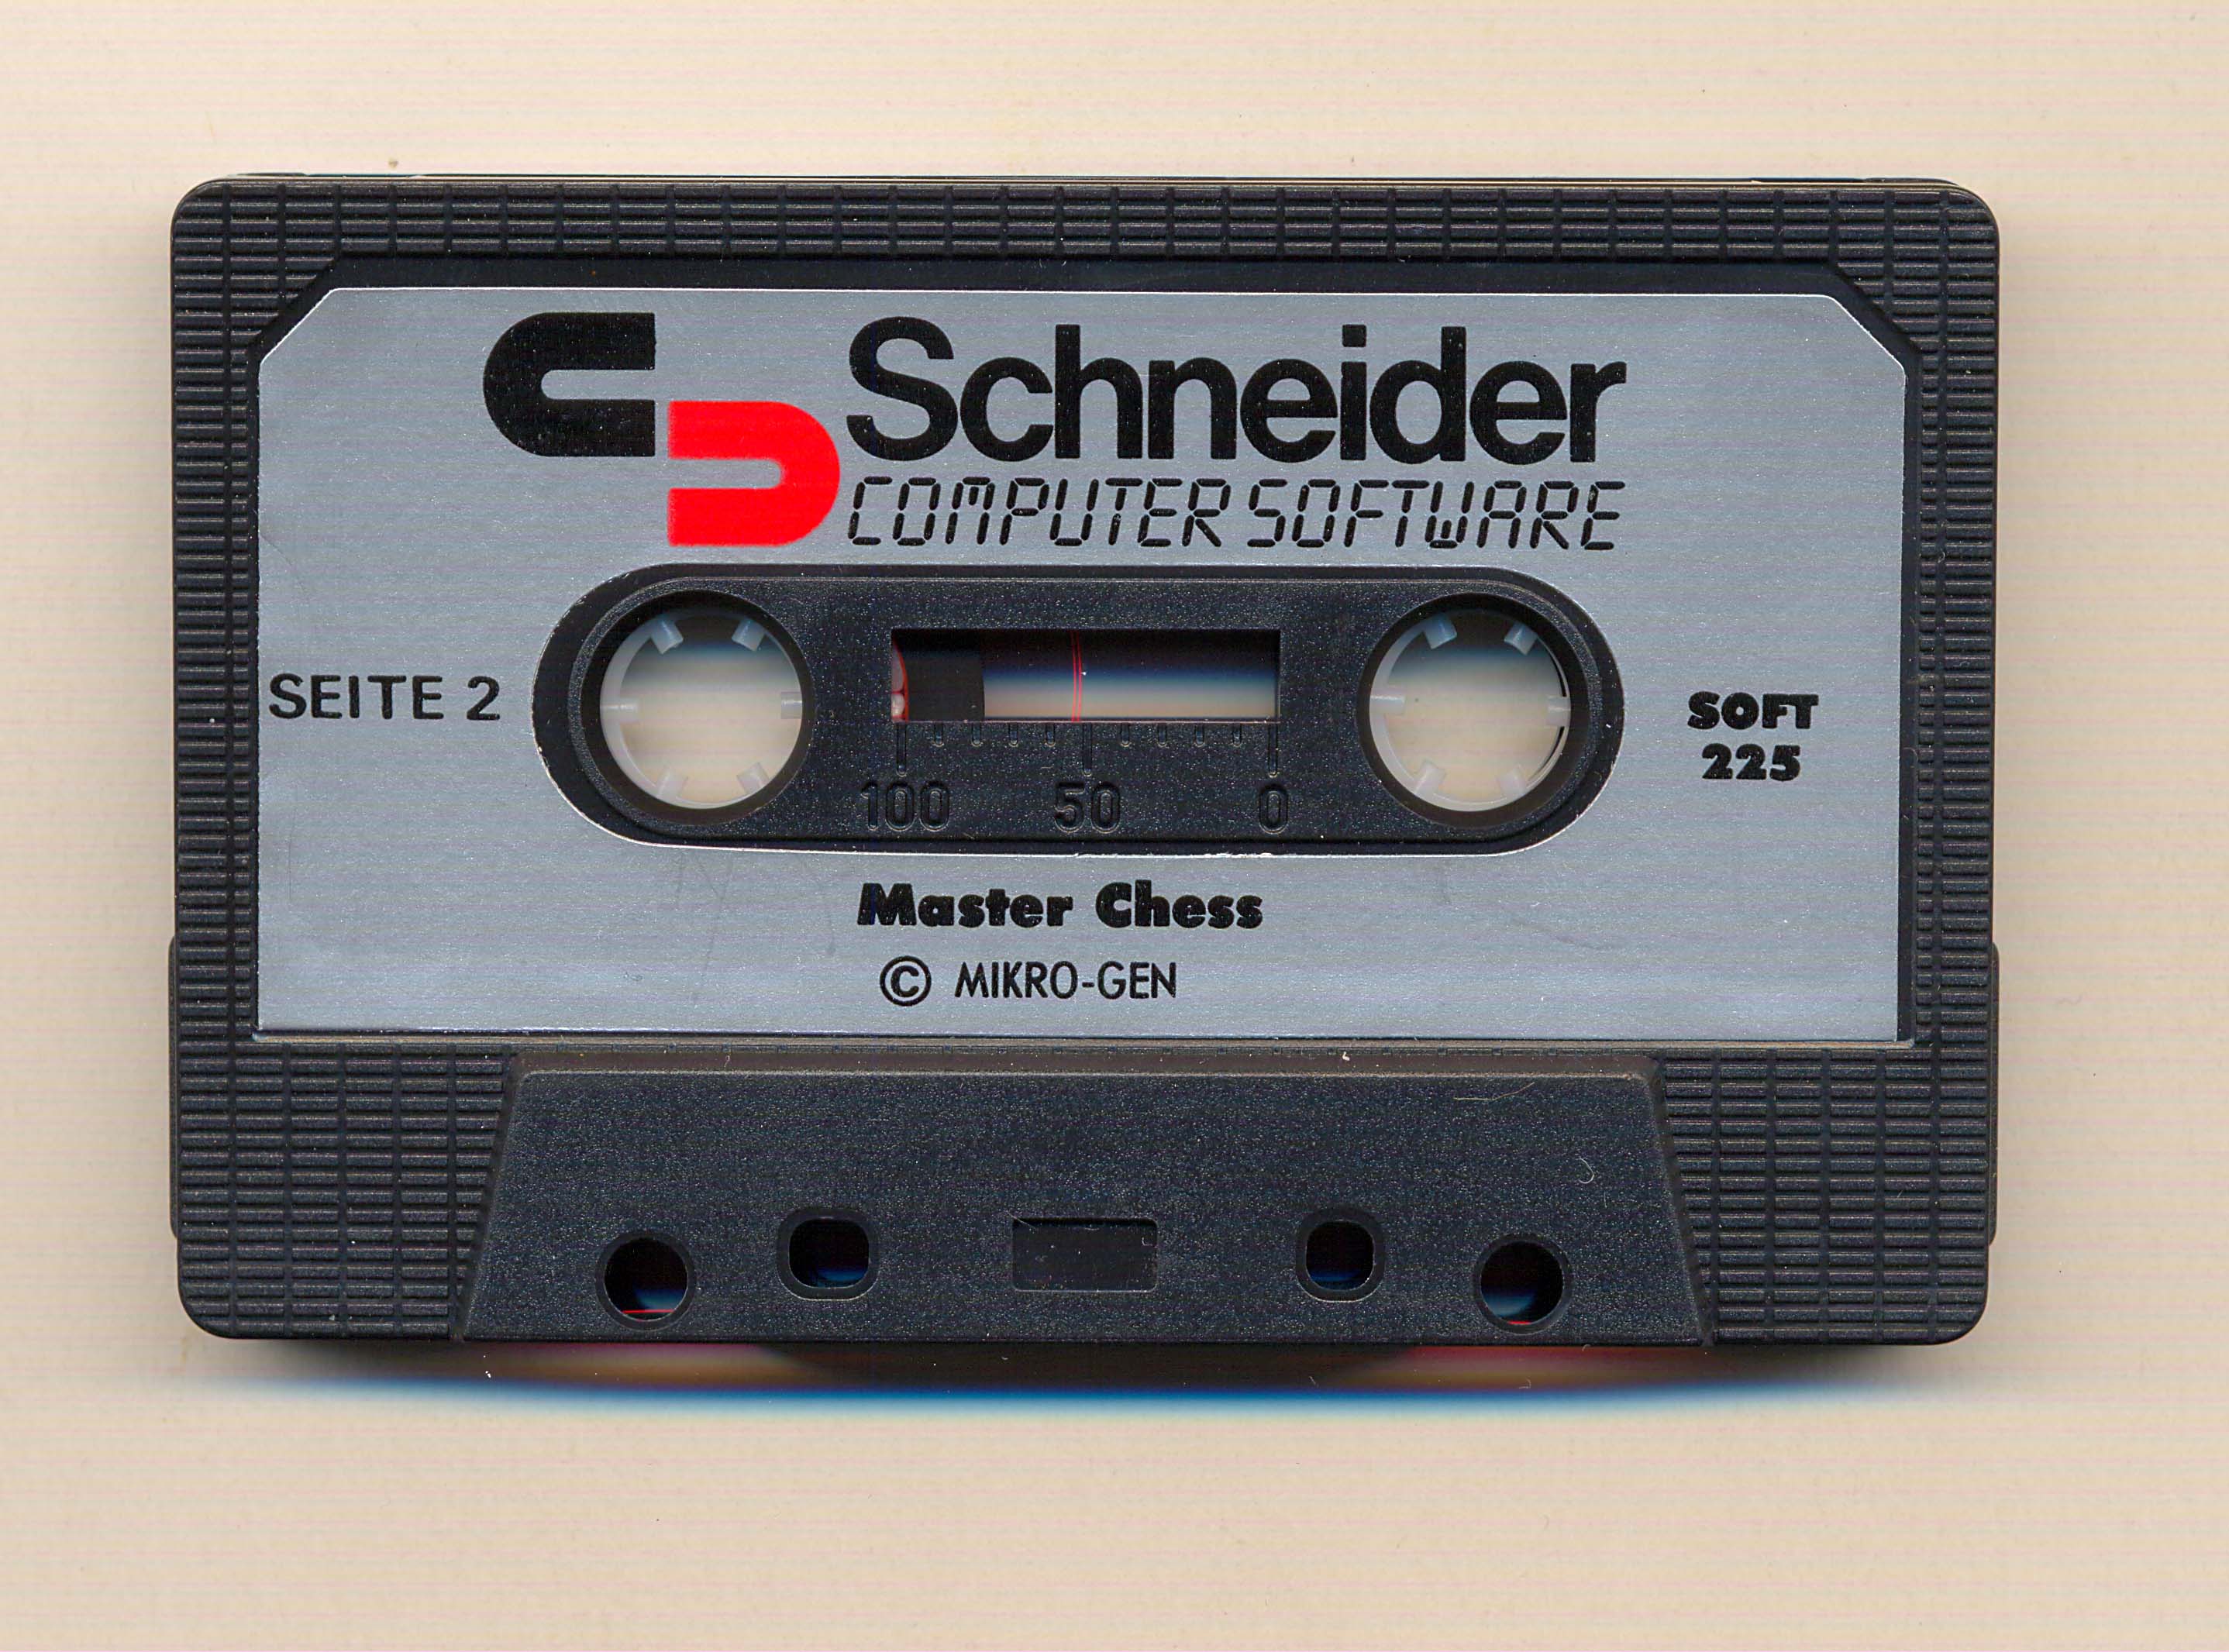 Schneider
COMPUTER SOFTWARE
SEITE 2
SOFT
225
100 50 0
Master Chess
© MIKRO-GEN